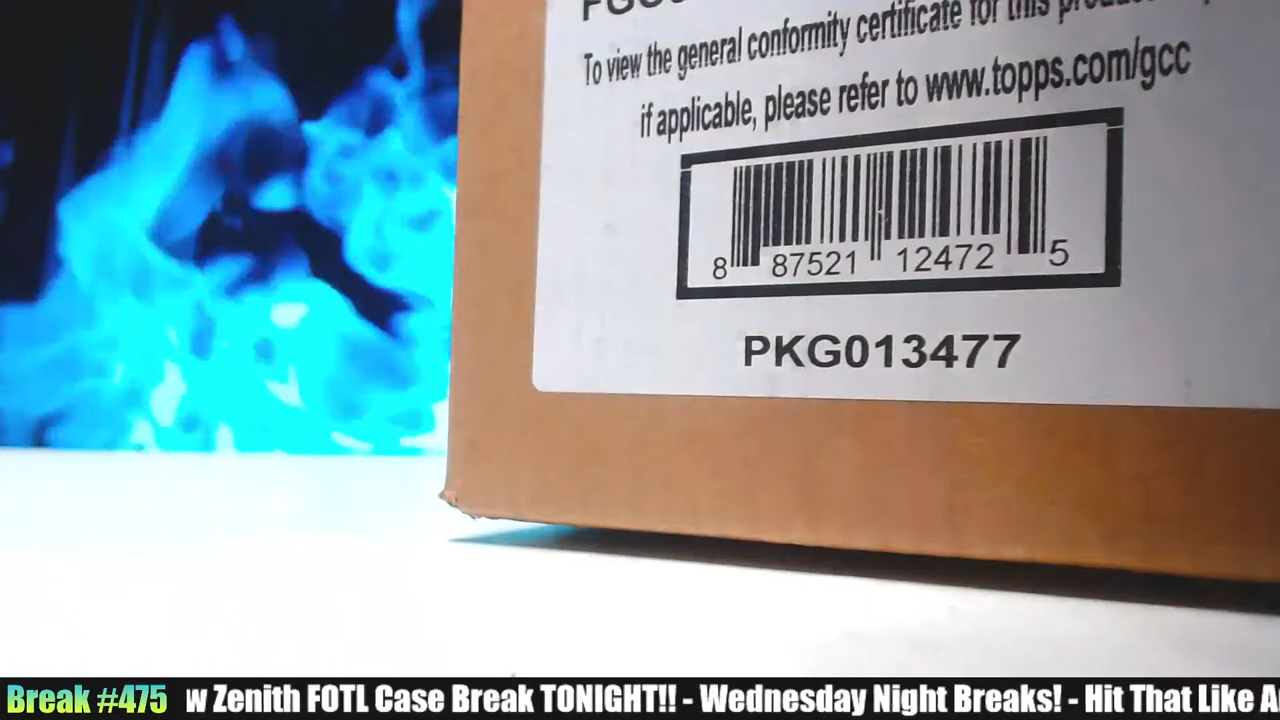 To view the general conformity certificate for this
if applicable, please refer to www.topps.com/gcc
8 87521 12472 5
PKG013477
Break #475 w Zenith FOTL Case Break TONIGHT!! - Wednesday Night Breaks! - Hit That Like